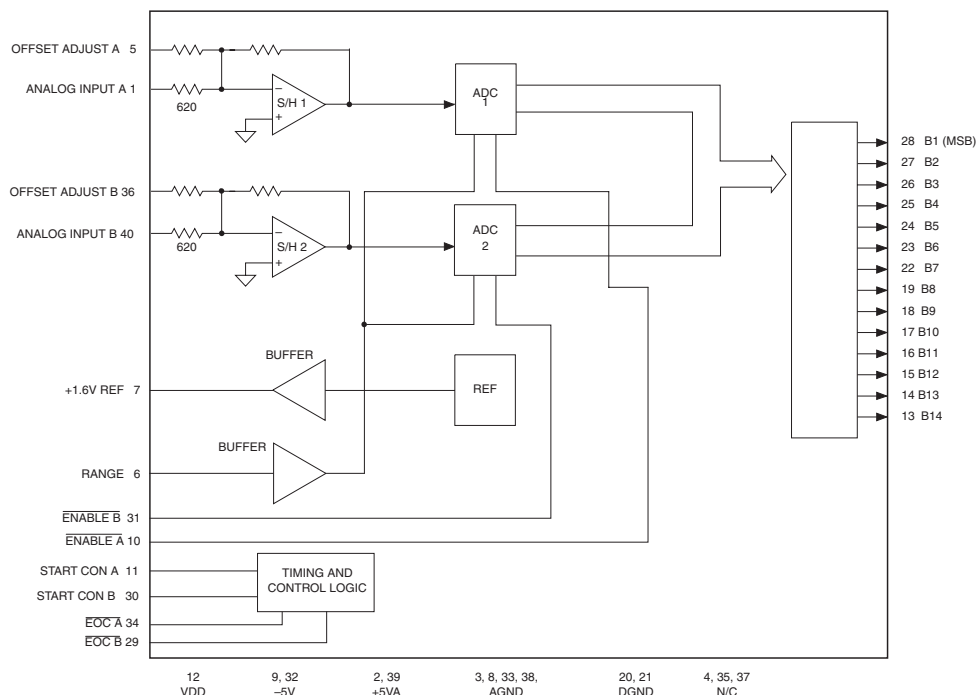 OFFSET ADJUST A 5
ANALOG INPUT A 1
620
S/H 1
−
+
ADC
1
OFFSET ADJUST B 36
ANALOG INPUT B 40
620
S/H 2
−
+
ADC
2
28 B1 (MSB)
27 B2
26 B3
25 B4
24 B5
23 B6
22 B7
19 B8
18 B9
17 B10
16 B11
15 B12
14 B13
13 B14
BUFFER
+1.6V REF 7
REF
BUFFER
RANGE 6
ENABLE B 31
ENABLE A 10
START CON A 11
START CON B 30
TIMING AND
CONTROL LOGIC
EOC A 34
EOC B 29
12
VDD
9, 32
–5V
2, 39
+5VA
3, 8, 33, 38,
AGND
20, 21
DGND
4, 35, 37
N/C